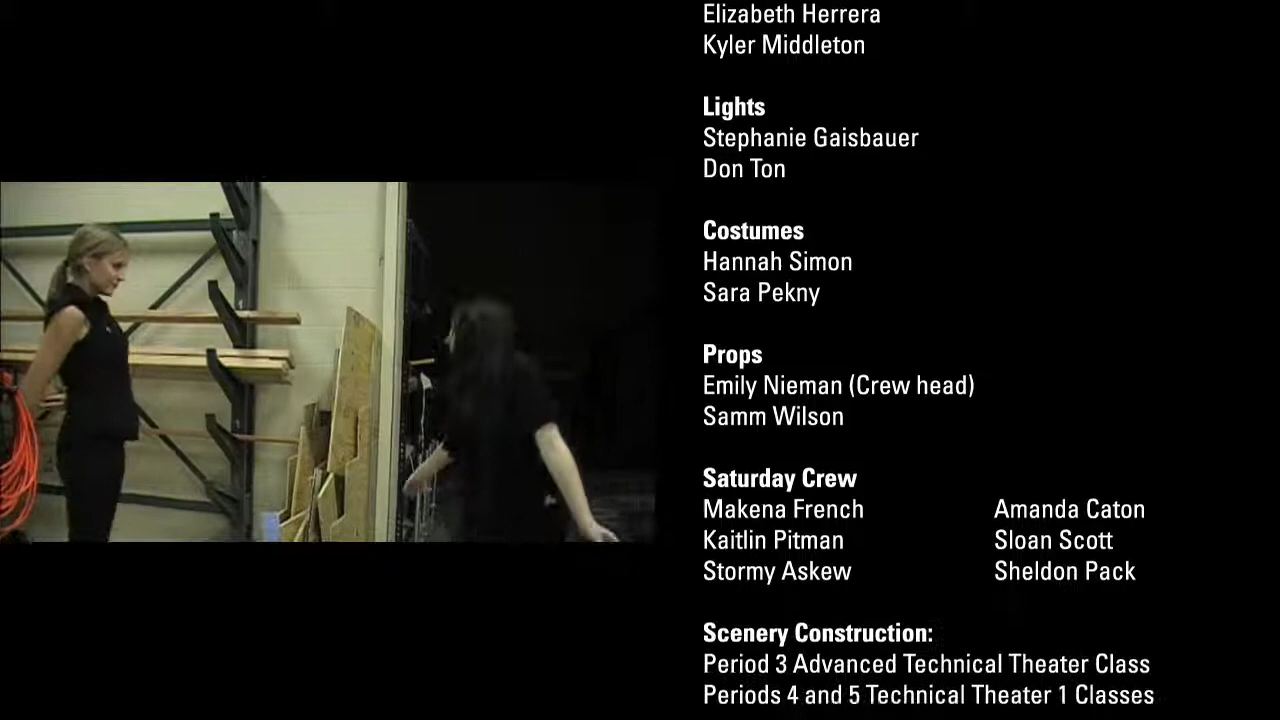 Elizabeth Herrera
Kyler Middleton
Lights
Stephanie Gaisbauer
Don Ton
Costumes
Hannah Simon
Sara Pekny
Props
Emily Nieman (Crew head)
Samm Wilson
Saturday Crew
Makena French
Kaitlin Pitman
Stormy Askew
Amanda Caton
Sloan Scott
Sheldon Pack
Scenery Construction:
Period 3 Advanced Technical Theater Class
Periods 4 and 5 Technical Theater 1 Classes